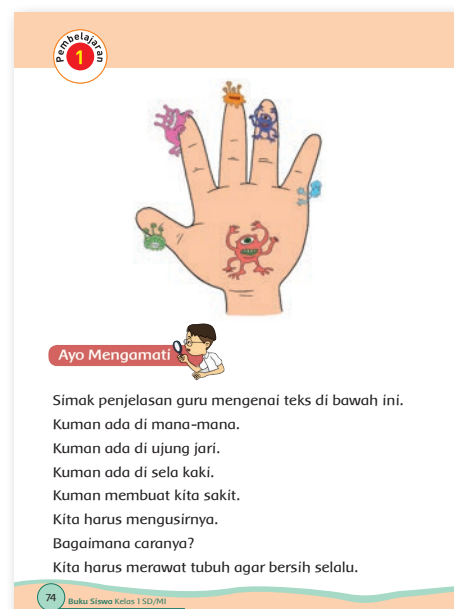 Pembelajaran
1
Ayo Mengamati
Simak penjelasan guru mengenai teks di bawah ini.
Kuman ada di mana-mana.
Kuman ada di ujung jari.
Kuman ada di sela kaki.
Kuman membuat kita sakit.
Kita harus mengusirnya.
Bagaimana caranya?
Kita harus merawat tubuh agar bersih selalu.
74 Buku Siswa Kelas 1 SD/MI